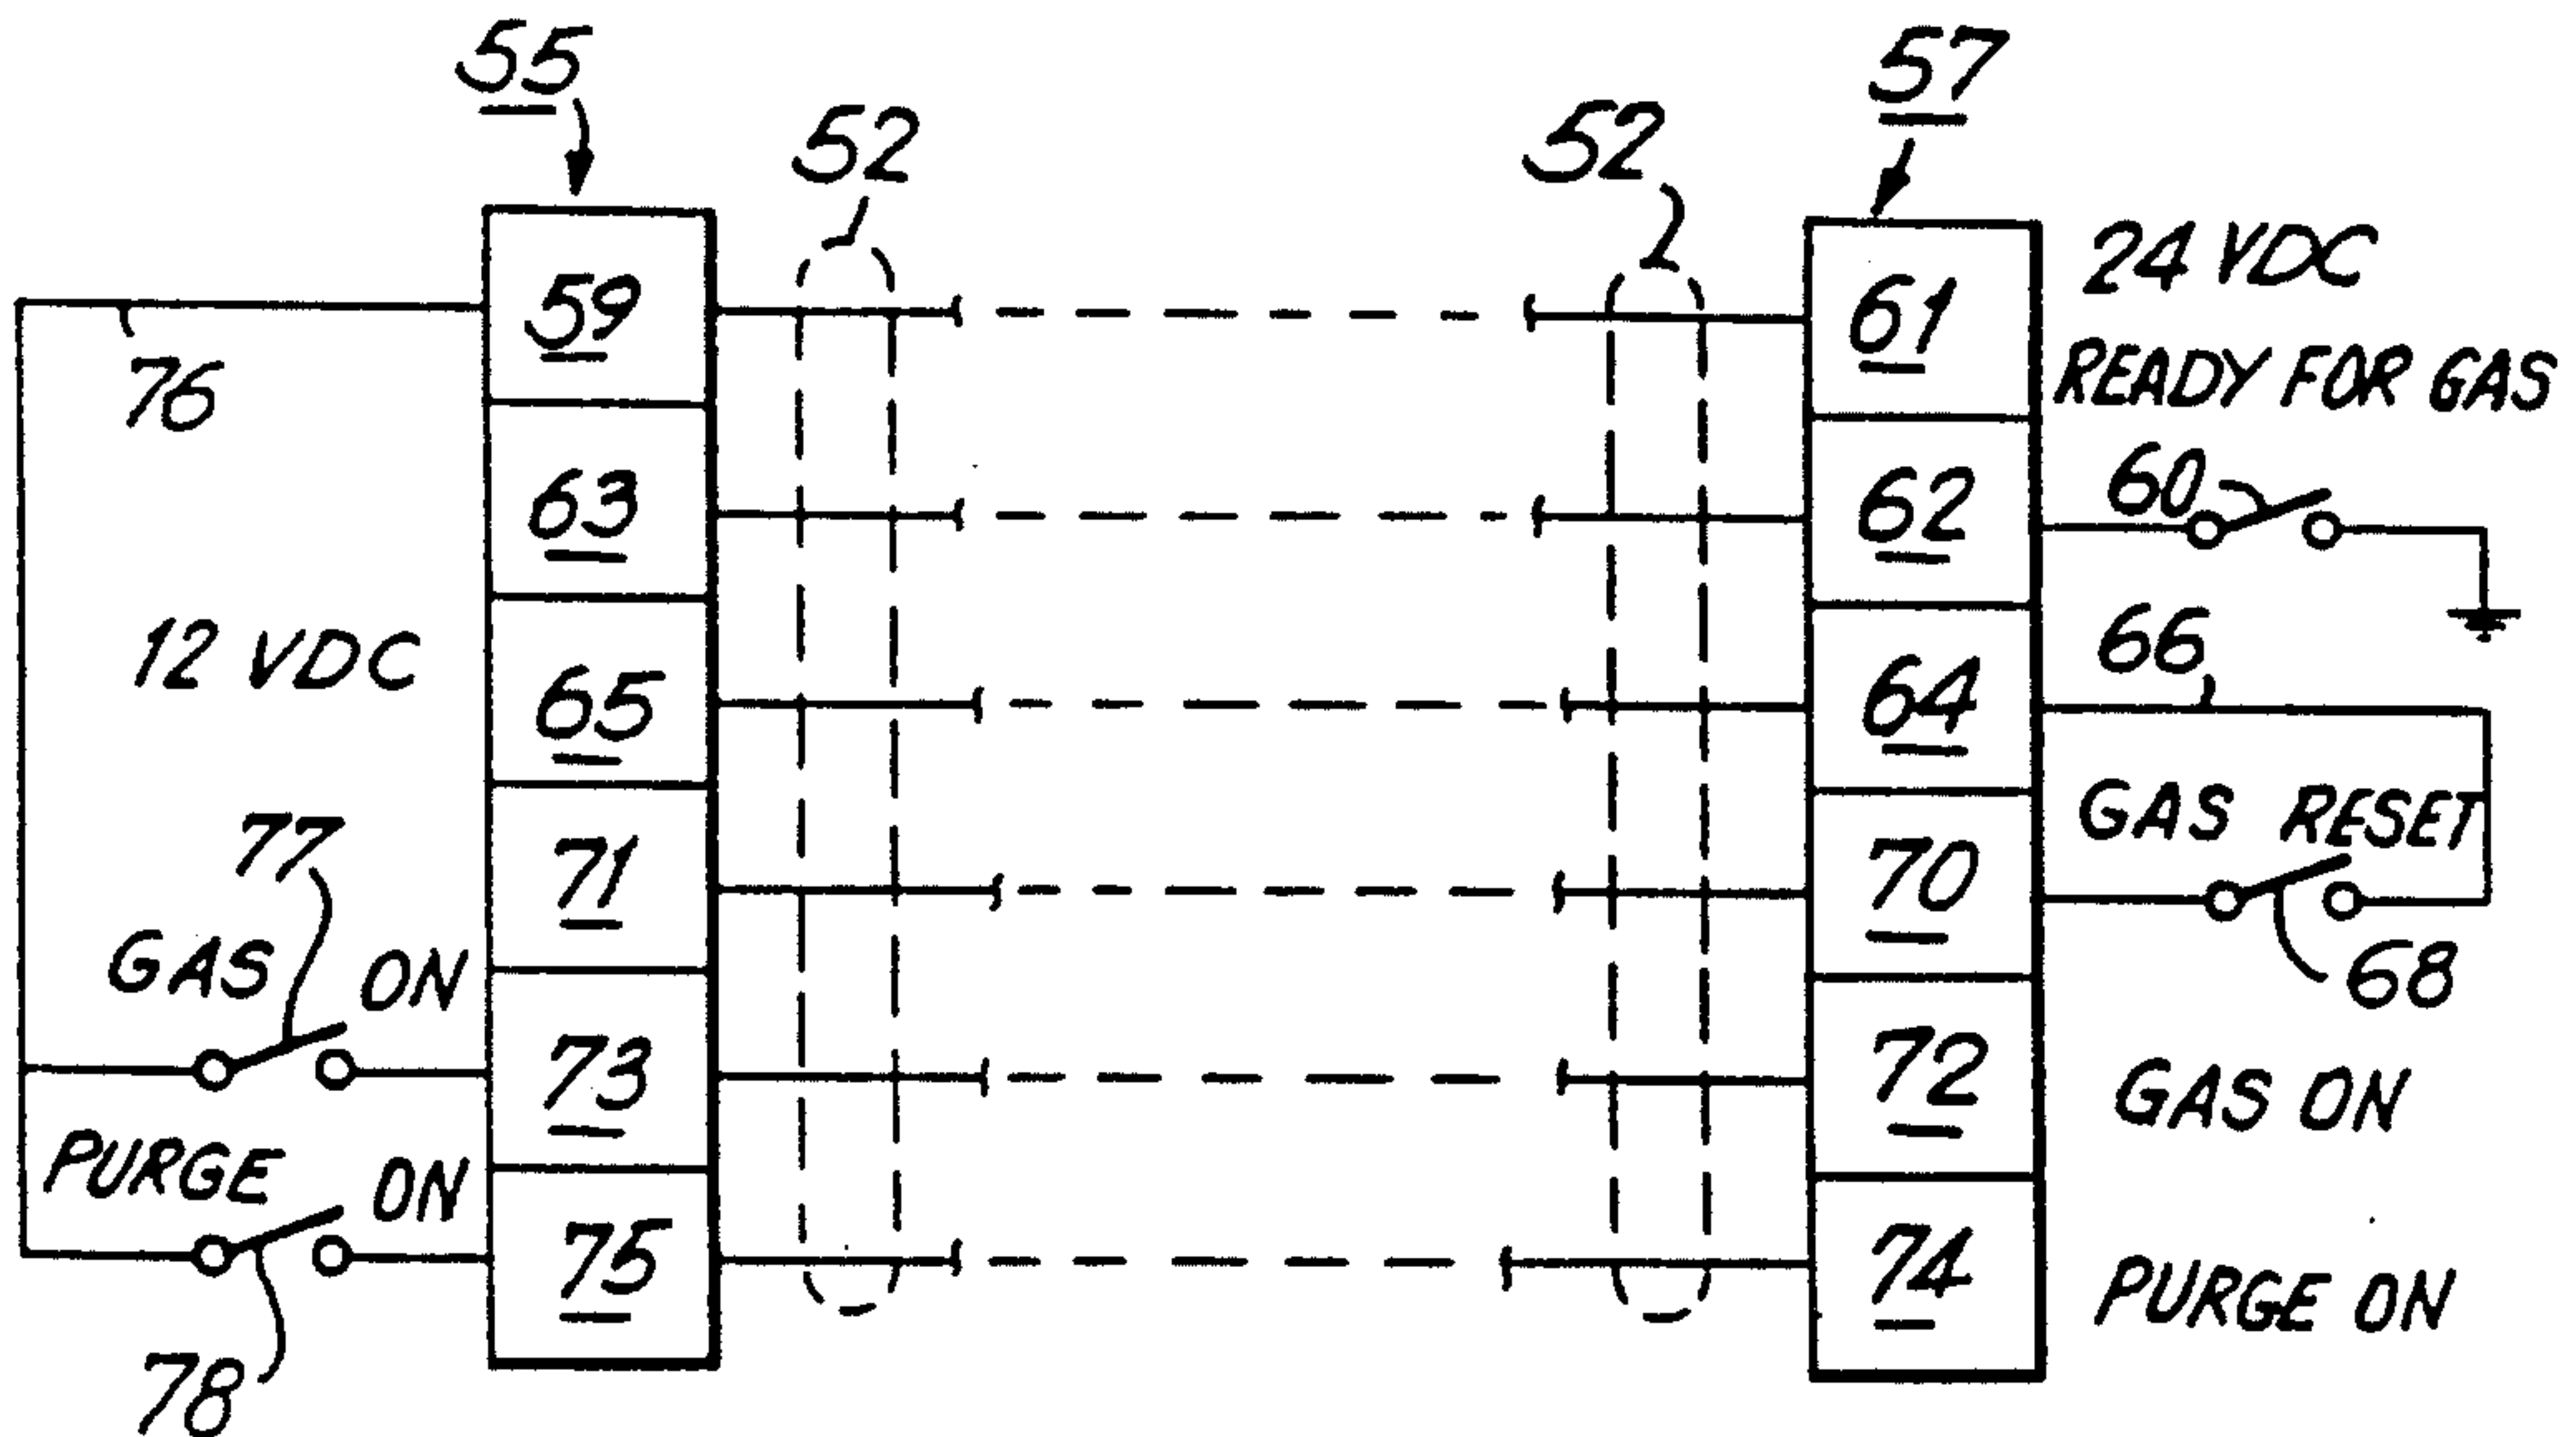 55
57
52
52
59
61
24 VDC
76
READY FOR GAS
63
62
60
12 VDC
65
64
66
77
71
70
GAS RESET
GAS ON
68
73
72
GAS ON
PURGE ON
75
74
PURGE ON
78